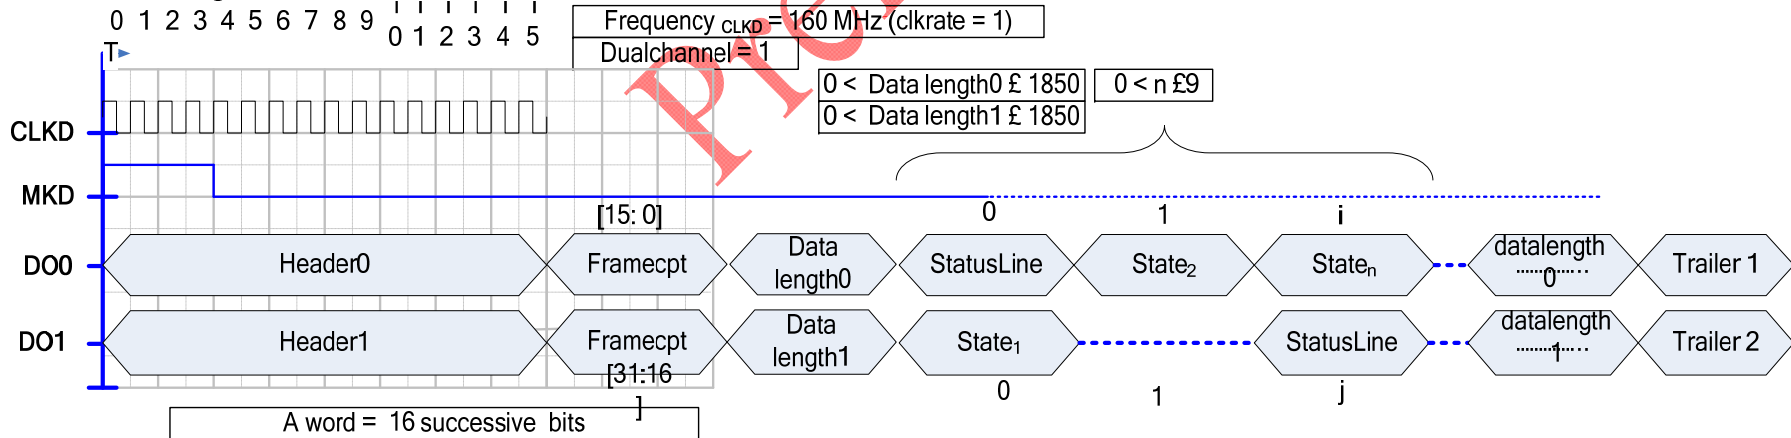 0 1 2 3 4 5 6 7 8 9 0 1 2 3 4 5
Frequency CLKD = 160 MHz (clkrate = 1)
T
Dualchannel = 1
0 < Data length0 £ 1850
0 < n £9
0 < Data length1 £ 1850
CLKD
MKD
[15: 0]
0 1 i
DO0
Header0
Framecpt
Data
length0
StatusLine
State2
Staten
datalength
0
Trailer 1
DO1
Header1
Framecpt
[31:16
]
Data
length1
State1
StatusLine
datalength
1
Trailer 2
0 1 j
A word = 16 successive bits